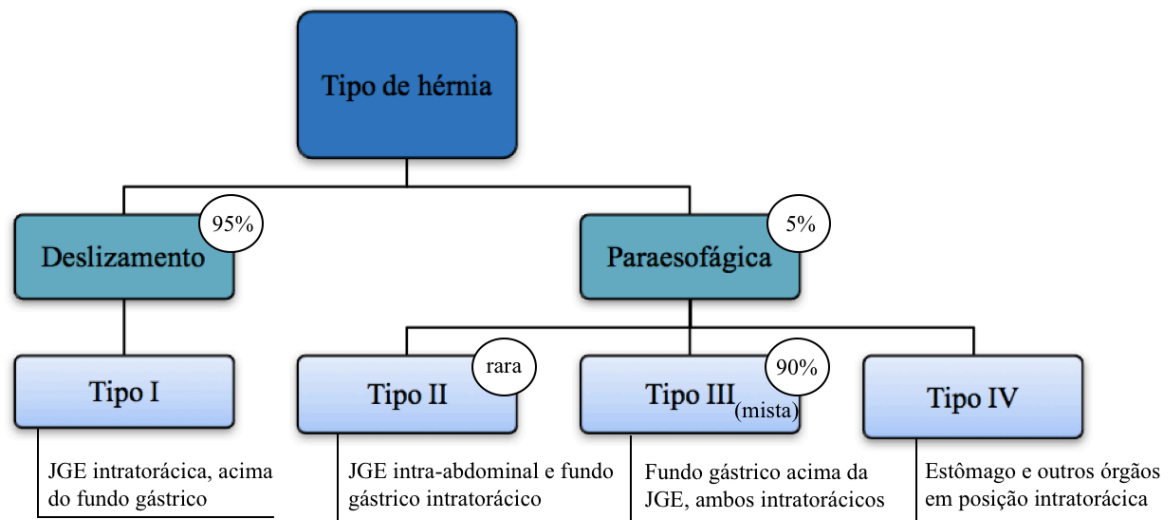 Tipo de hérnia
95%
Deslizamento
5%
Paraesofágica
Tipo I
rara
Tipo II
90%
Tipo III
(mista)
Tipo IV
JGE intratorácica, acima
do fundo gástrico
JGE intra-abdominal e fundo
gástrico intratorácico
Fundo gástrico acima da
JGE, ambos intratorácicos
Estômago e outros órgãos
em posição intratorácica